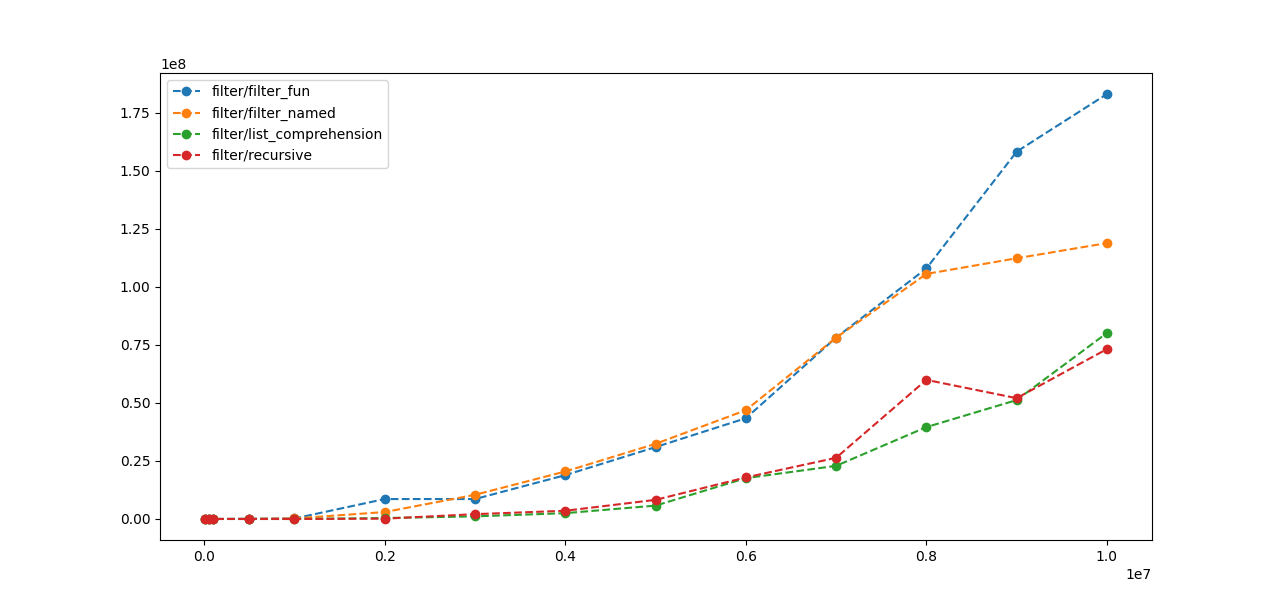 1e8
filter/filter_fun
filter/filter_named
filter/list_comprehension
filter/recursive
1.75
1.50
1.25
1.00
0.75
0.50
0.25
0.00
0.0 0.2 0.4 0.6 0.8 1.0
1e7